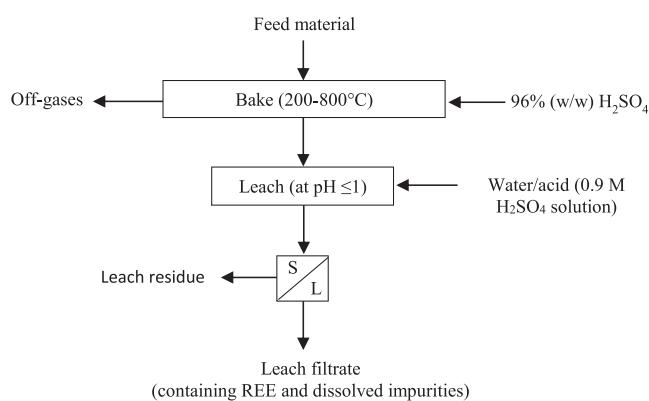 Feed material
Off-gases
Bake (200-800°C)
96% (w/w) H₂SO₄
Leach (at pH ≤1)
Water/acid (0.9 M
H₂SO₄ solution)
S
L
Leach residue
Leach filtrate
(containing REE and dissolved impurities)